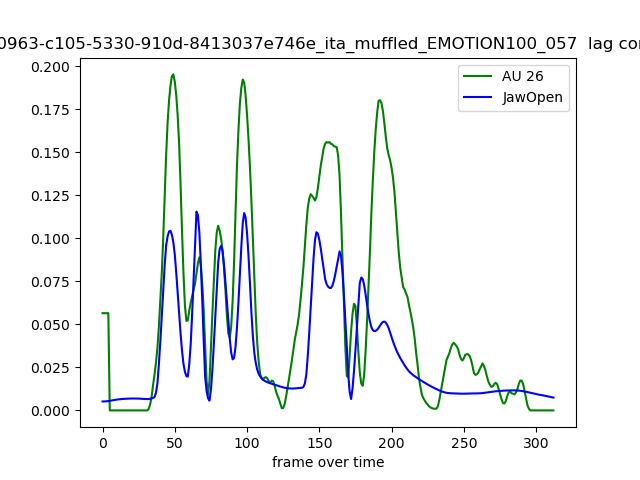 0963-c105-5330-910d-8413037e746e_ita_muffled_EMOTION100_057 lag
AU 26
JawOpen
0.200
0.175
0.150
0.125
0.100
0.075
0.050
0.025
0.000
0 50 100 150 200 250 300
frame over time